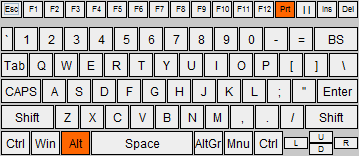 Esc F1 F2 F3 F4 F5 F6 F7 F8 F9 F10 F11 F12 Prt | | Ins Del
` 1 2 3 4 5 6 7 8 9 0 - = BS
Tab Q W E R T Y U I O P [ ] \
CAPS A S D F G H J K L ; " Enter
Shift Z X C V B N M , . / Shift
Ctrl Win Alt Space AltGr Mnu Ctrl L U D R